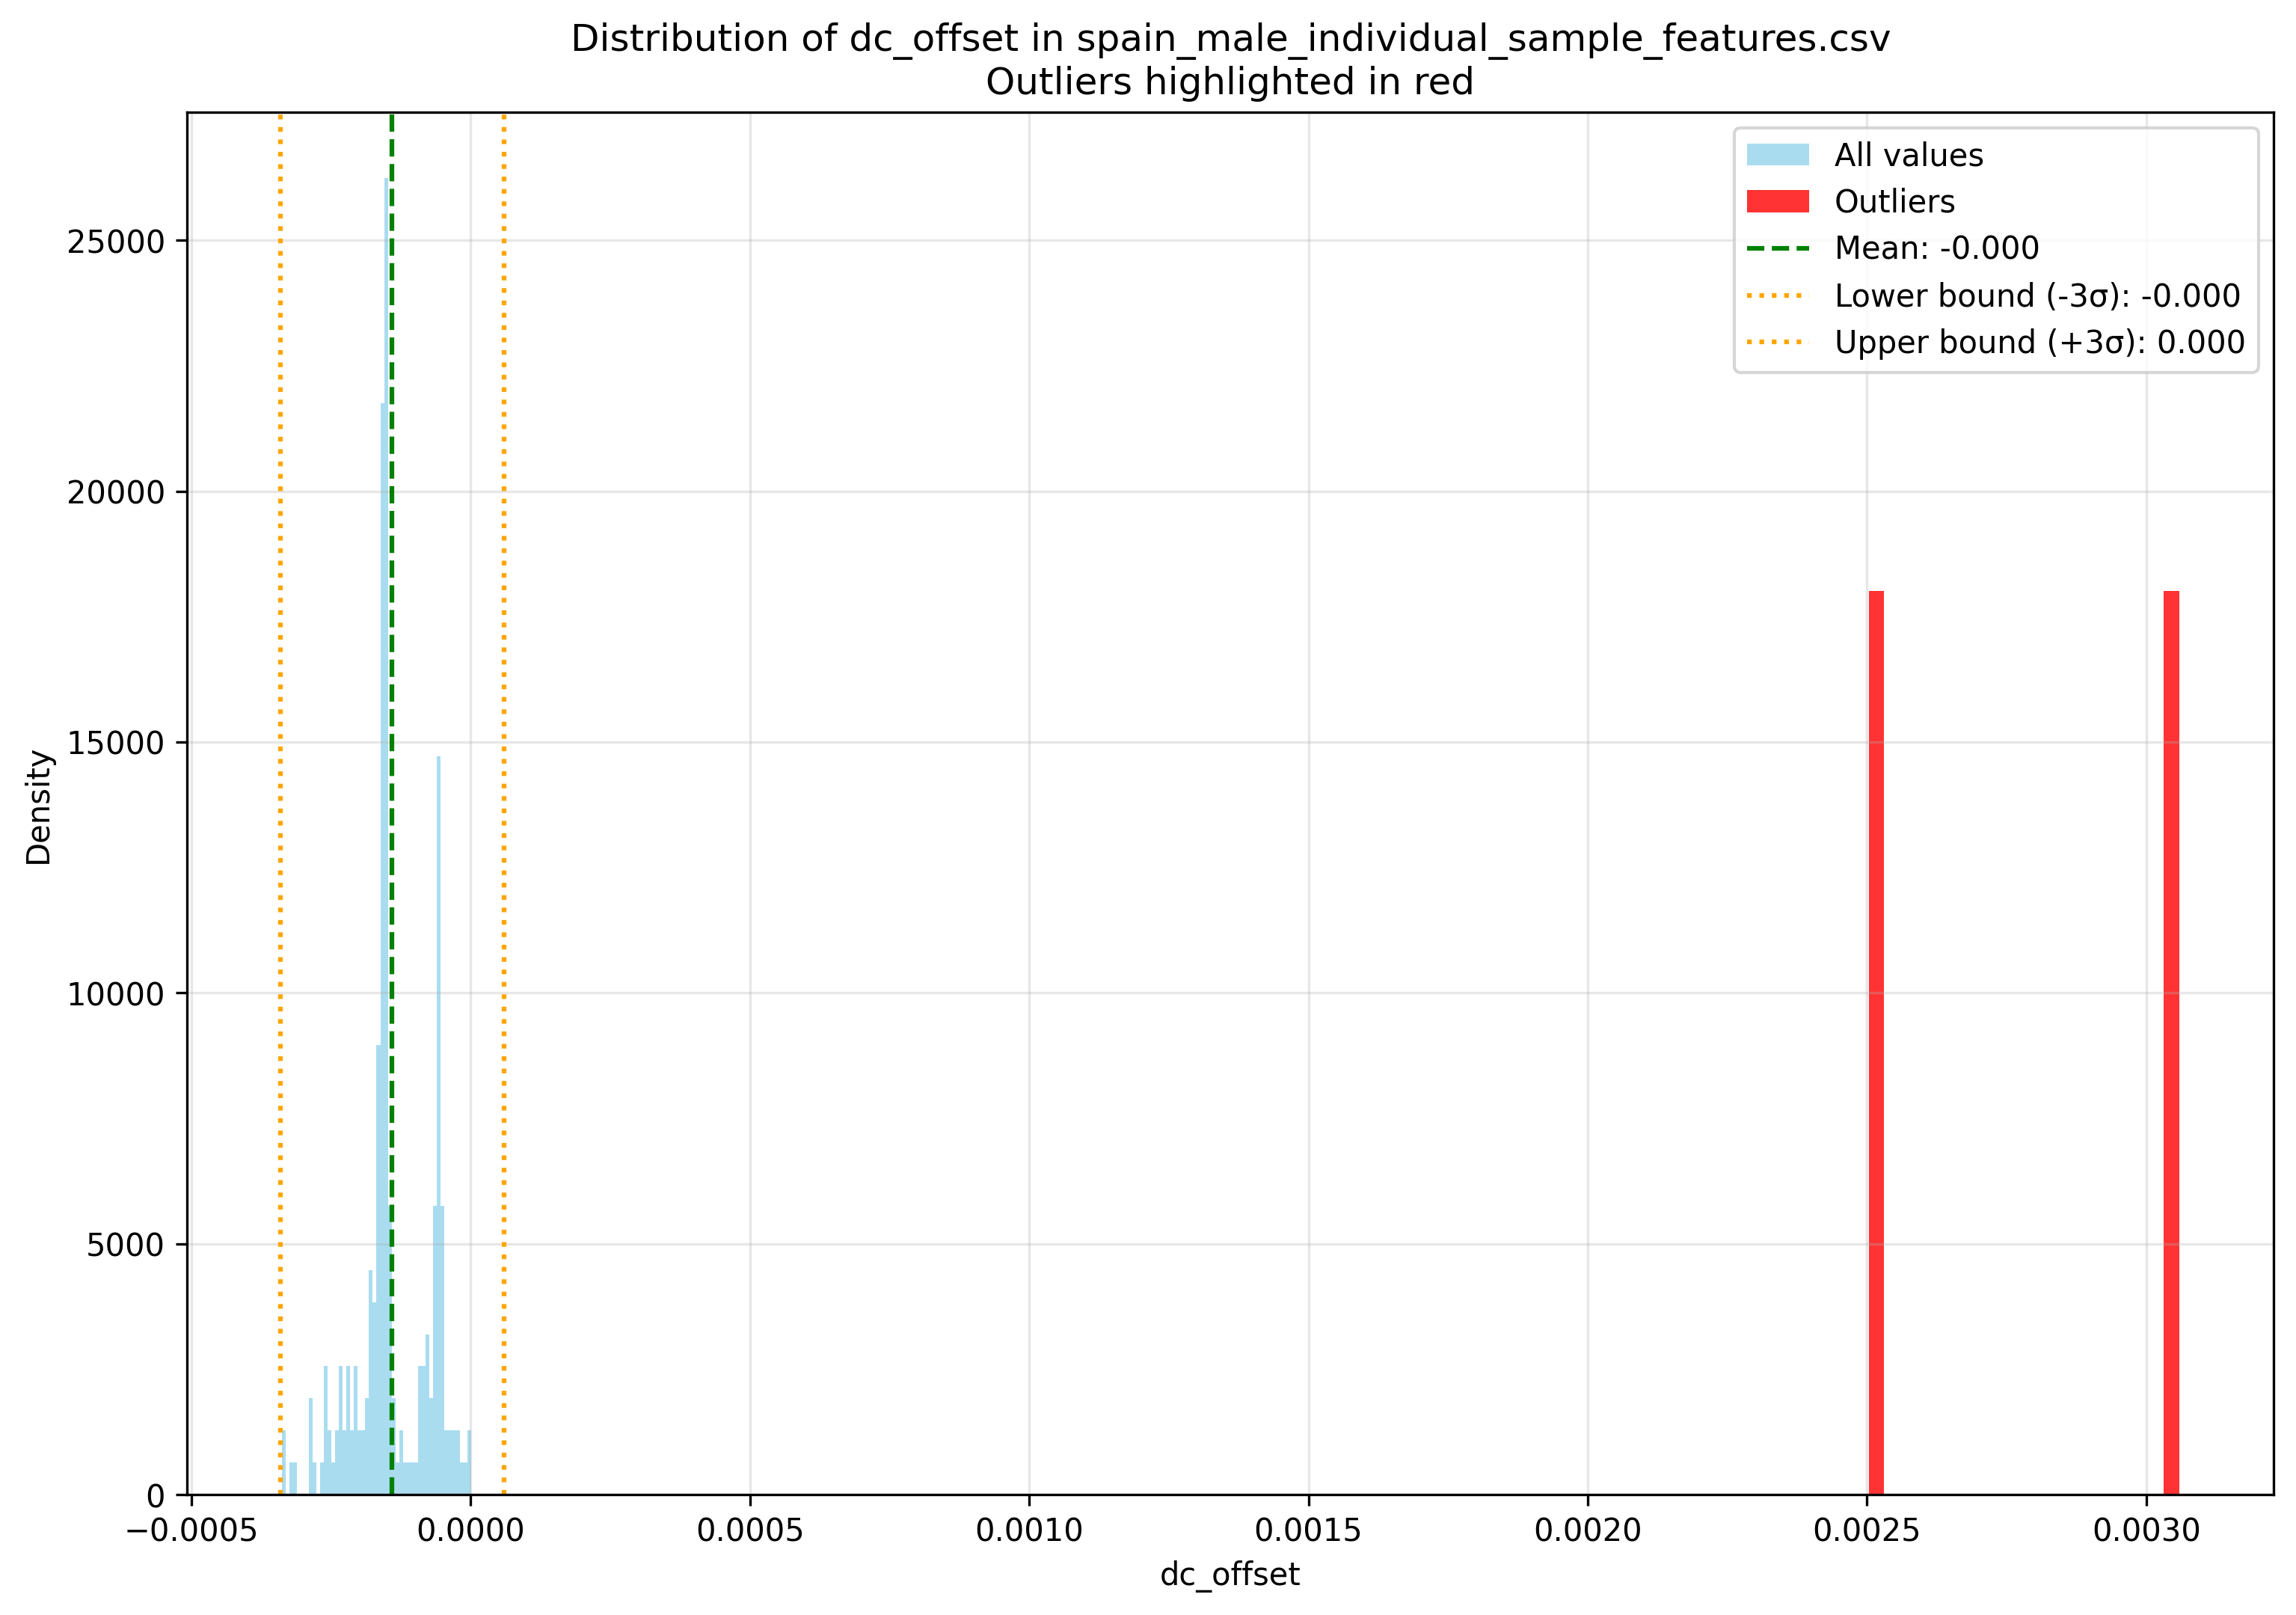 Distribution of dc_offset in spain_male_individual_sample_features.csv
Outliers highlighted in red
All values
Outliers
Mean: -0.000
Lower bound (-3σ): -0.000
Upper bound (+3σ): 0.000
25000
20000
15000
10000
5000
0
Density
−0.0005
0.0000
0.0005
0.0010
0.0015
0.0020
0.0025
0.0030
dc_offset